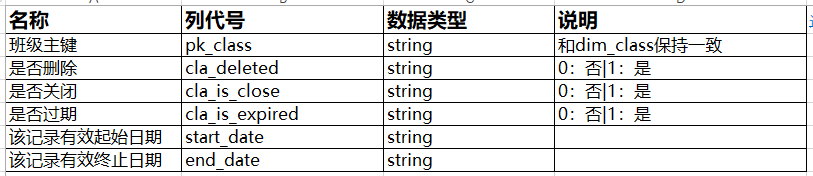 名称 列代号 数据类型 说明
班级主键 pk_class string 和dim_class保持一致
是否删除 cla_deleted string 0：否|1：是
是否关闭 cla_is_close string 0：否|1：是
是否过期 cla_is_expired string 0：否|1：是
该记录有效起始日期 start_date string
该记录有效终止日期 end_date string